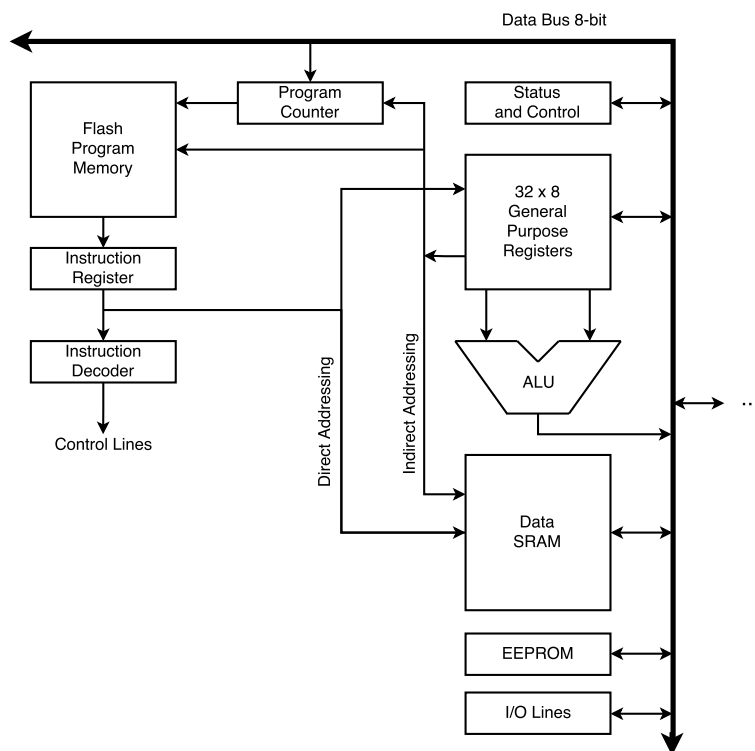 Data Bus 8-bit
Program
Counter
Status
and Control
Flash
Program
Memory
32 x 8
General
Purpose
Registers
Instruction
Register
Instruction
Decoder
Direct Addressing
Indirect Addressing
ALU
Control Lines
Data
SRAM
EEPROM
I/O Lines